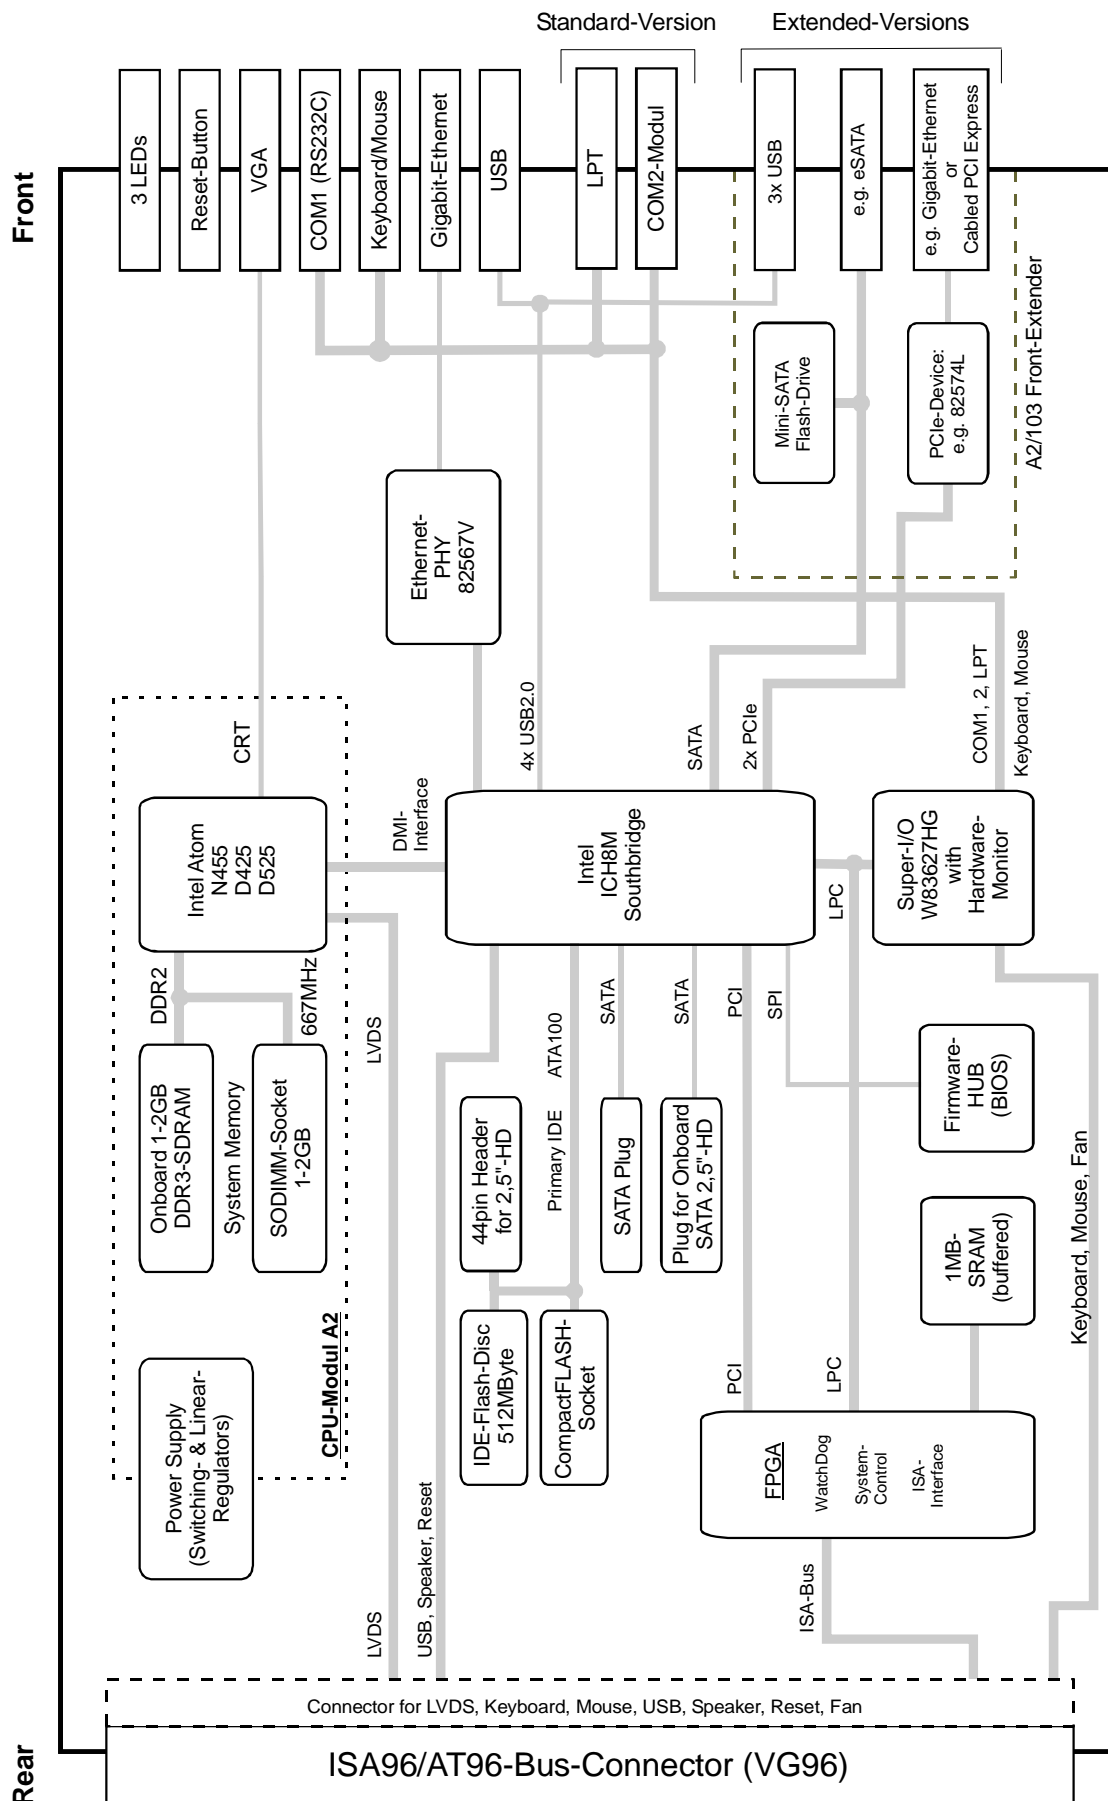 Standard-Version
Extended-Versions
Front
3 LEDs
Reset-Button
VGA
COM1 (RS232C)
Keyboard/Mouse
Gigabit-Ethernet
USB
LPT
COM2-Modul
3x USB
e.g. eSATA
e.g. Gigabit-Ethernet
or
Cabled PCI Express
Mini-SATA
Flash-Drive
PCIe-Device:
e.g. 82574L
A2/103 Front-Extender
Ethernet-
PHY
82567V
CRT
4x USB2.0
SATA
2x PCIe
COM1, 2, LPT
Keyboard, Mouse
Intel Atom
N455
D425
D525
DMI-
Interface
Intel
ICH8M
Southbridge
LPC
Super-I/O
W83627HG
with
Hardware-
Monitor
DDR2
667MHz
LVDS
ATA100
Primary IDE
SATA
SATA
PCI
SPI
Onboard 1-2GB
DDR3-SDRAM
System Memory
SODIMM-Socket
1-2GB
44pin Header
for 2,5"-HD
SATA Plug
Plug for Onboard
SATA 2,5"-HD
Firmware-
HUB
(BIOS)
1MB-
SRAM
(buffered)
Keyboard, Mouse, Fan
CPU-Modul A2
Power Supply
(Switching- & Linear-
Regulators)
IDE-Flash-Disc
512MByte
CompactFLASH-
Socket
PCI
LPC
FPGA
WatchDog
System-
Control
ISA-
Interface
LVDS
USB, Speaker, Reset
ISA-Bus
Connector for LVDS, Keyboard, Mouse, USB, Speaker, Reset, Fan
ISA96/AT96-Bus-Connector (VG96)
Rear